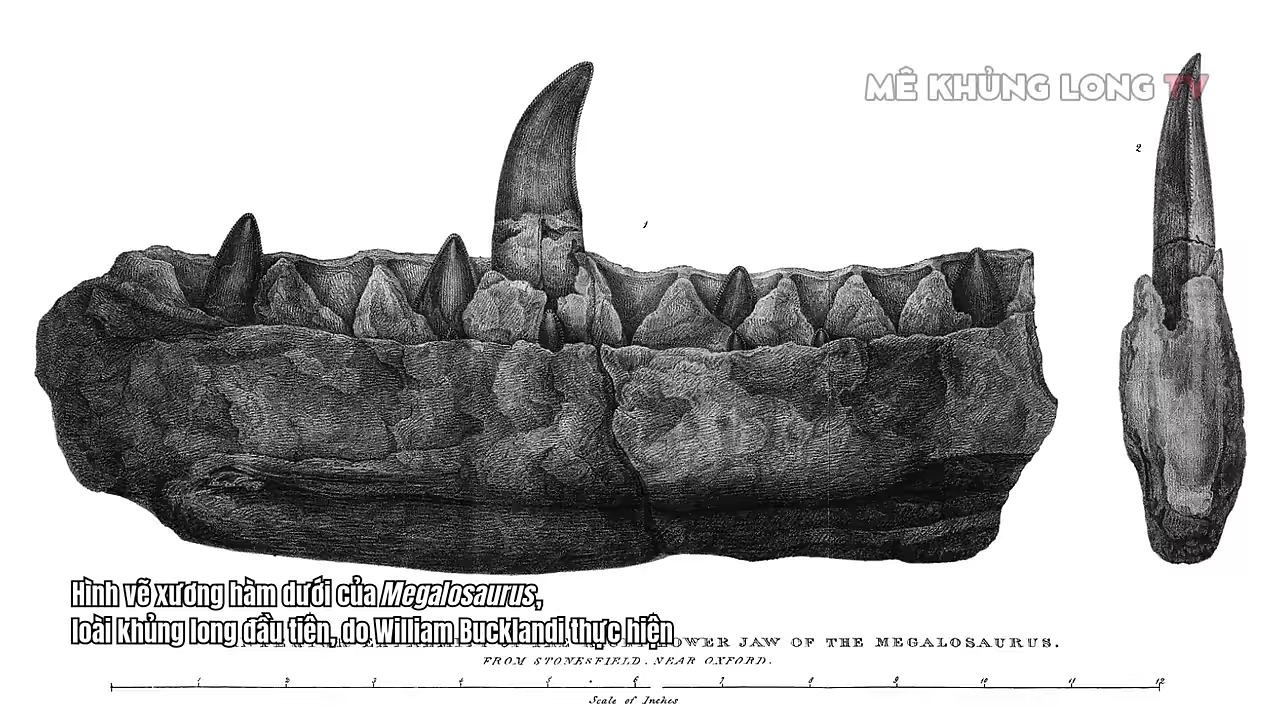 MÊ KHỦNG LONG TV
2
1
Hình vẽ xương hàm dưới của Megalosaurus,
loài khủng long đầu tiên, do William Bucklandl thực hiện
LOWER JAW OF THE MEGALOSAURUS.
FROM STONESFIELD, NEAR OXFORD.
1 2 3 4 5 6 7 8 9 10 11 12
Scale of Inches